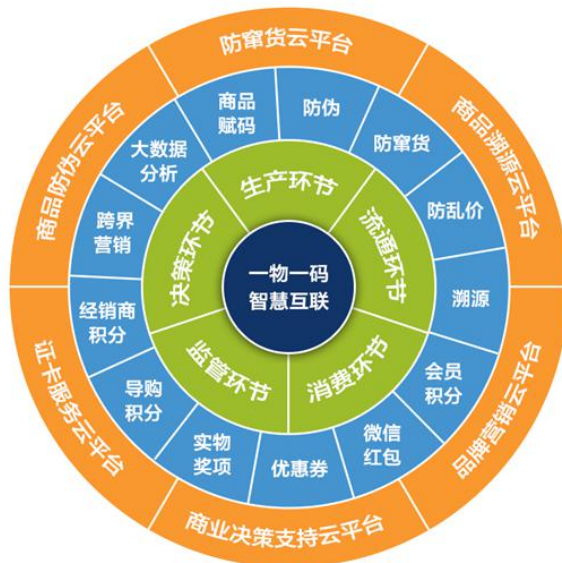 防窜货云平台
商品溯源云平台
品牌营销云平台
商业决策支持云平台
证卡服务云平台
商品防伪云平台
商品
赋码
防伪
防窜货
防乱价
溯源
会员
积分
微信
红包
优惠券
实物
奖项
导购
积分
经销商
积分
跨界
营销
大数据
分析
生产环节
流通环节
消费环节
监管环节
决策环节
一物一码
智慧互联